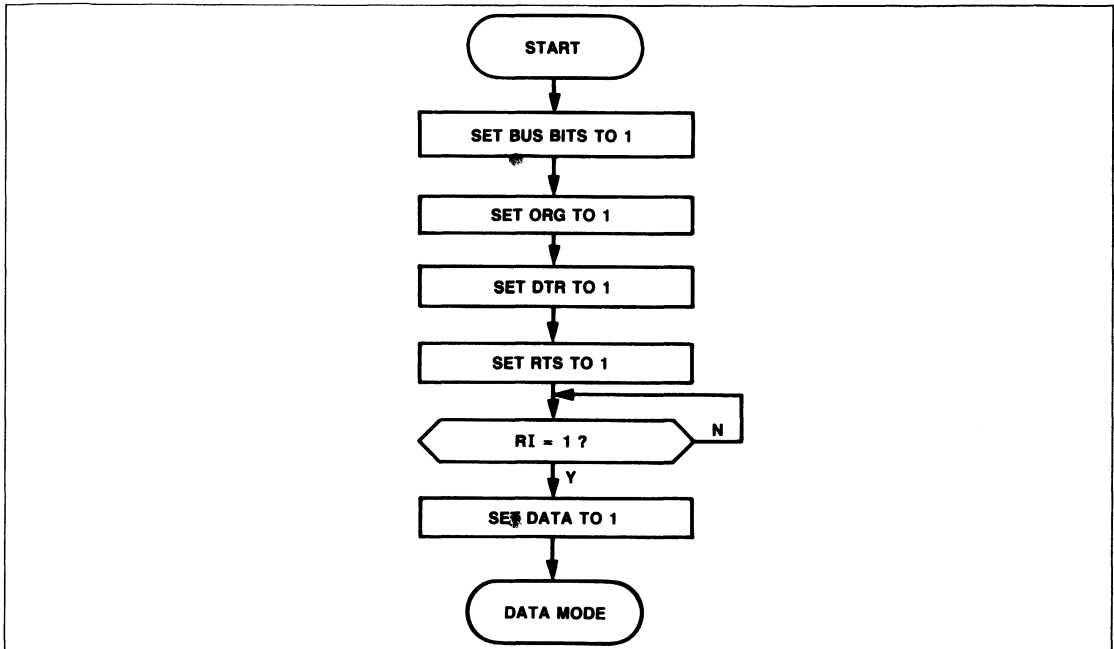 START
SET BUS BITS TO 1
SET ORG TO 1
SET DTR TO 1
SET RTS TO 1
RI = 1 ?
N
Y
SET DATA TO 1
DATA MODE